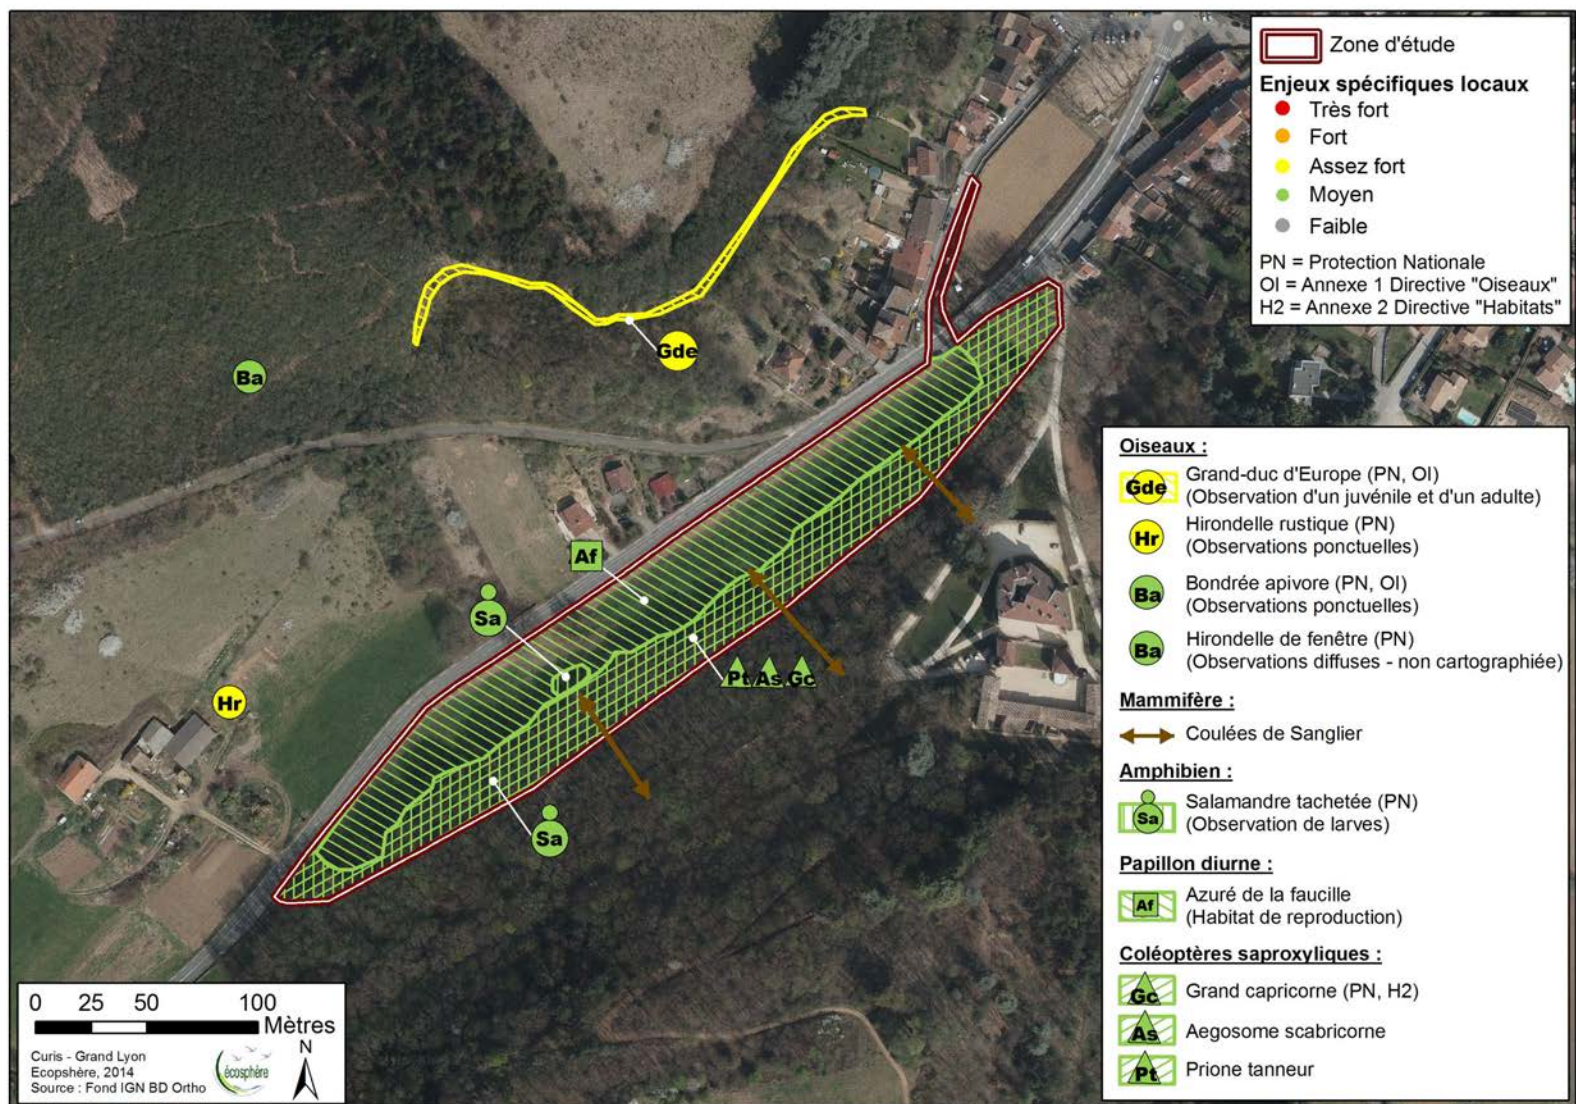 Zone d'étude
Enjeux spécifiques locaux
Très fort
Fort
Assez fort
Moyen
Faible
PN = Protection Nationale
OI = Annexe 1 Directive "Oiseaux"
H2 = Annexe 2 Directive "Habitats"
Gde
Ba
Af
Sa
Pt As Gc
Hr
Sa
Oiseaux :
Gde Grand-duc d'Europe (PN, OI)
(Observation d'un juvénile et d'un adulte)
Hr Hirondelle rustique (PN)
(Observations ponctuelles)
Ba Bondrée apivore (PN, OI)
(Observations ponctuelles)
Ba Hirondelle de fenêtre (PN)
(Observations diffuses - non cartographiée)
Mammifère :
Coulées de Sanglier
Amphibien :
Sa Salamandre tachetée (PN)
(Observation de larves)
Papillon diurne :
Af Azuré de la faucille
(Habitat de reproduction)
Coléoptères saproxyliques :
Gc Grand capricorne (PN, H2)
As Aegosome scabricorne
Pt Prione tanneur
0 25 50 100
Mètres
Curis - Grand Lyon
Ecopshère, 2014
Source : Fond IGN BD Ortho
écosphère
N